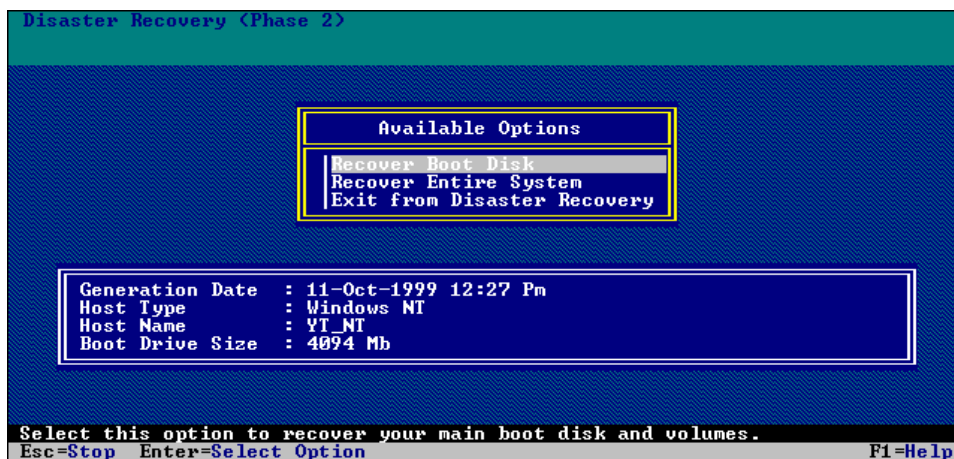 Disaster Recovery (Phase 2)
Available Options
Recover Boot Disk
Recover Entire System
Exit from Disaster Recovery
Generation Date : 11-Oct-1999 12:27 Pm
Host Type : Windows NT
Host Name : YT_NT
Boot Drive Size : 4094 Mb
Select this option to recover your main boot disk and volumes.
Esc=Stop Enter=Select Option F1=Help